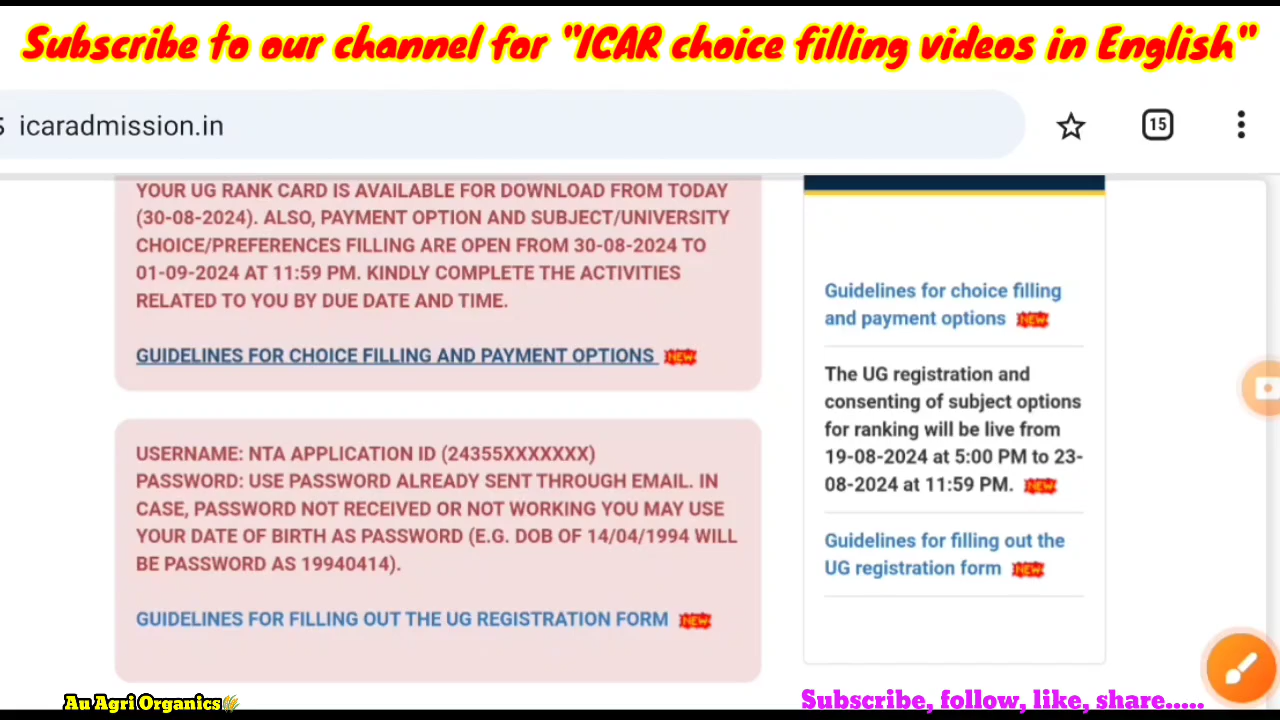 Subscribe to our channel for "ICAR choice filling videos in English"
icaradmission.in
15
YOUR UG RANK CARD IS AVAILABLE FOR DOWNLOAD FROM TODAY
(30-08-2024). ALSO, PAYMENT OPTION AND SUBJECT/UNIVERSITY
CHOICE/PREFERENCES FILLING ARE OPEN FROM 30-08-2024 TO
01-09-2024 AT 11:59 PM. KINDLY COMPLETE THE ACTIVITIES
RELATED TO YOU BY DUE DATE AND TIME.
GUIDELINES FOR CHOICE FILLING AND PAYMENT OPTIONS NEW
USERNAME: NTA APPLICATION ID (24355XXXXXXX)
PASSWORD: USE PASSWORD ALREADY SENT THROUGH EMAIL. IN
CASE, PASSWORD NOT RECEIVED OR NOT WORKING YOU MAY USE
YOUR DATE OF BIRTH AS PASSWORD (E.G. DOB OF 14/04/1994 WILL
BE PASSWORD AS 19940414).
GUIDELINES FOR FILLING OUT THE UG REGISTRATION FORM NEW
Guidelines for choice filling
and payment options NEW
The UG registration and
consenting of subject options
for ranking will be live from
19-08-2024 at 5:00 PM to 23-
08-2024 at 11:59 PM. NEW
Guidelines for filling out the
UG registration form NEW
Au Agri Organics
Subscribe, follow, like, share.....